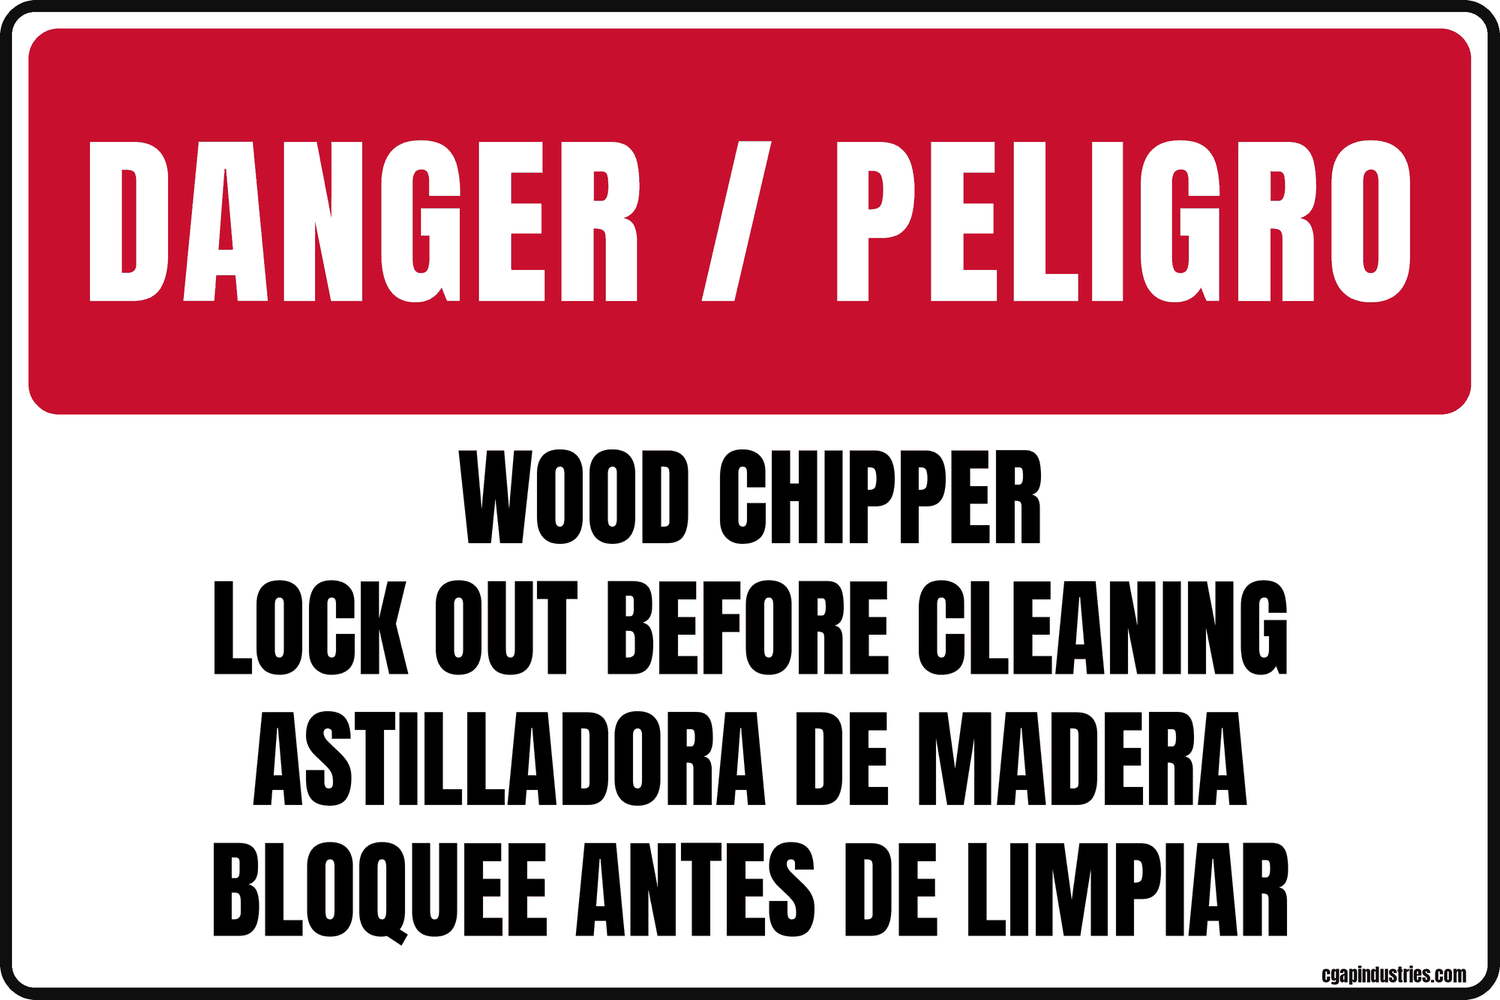 DANGER / PELIGRO
WOOD CHIPPER
LOCK OUT BEFORE CLEANING
ASTILLADORA DE MADERA
BLOQUEE ANTES DE LIMPIAR
cgapindustries.com